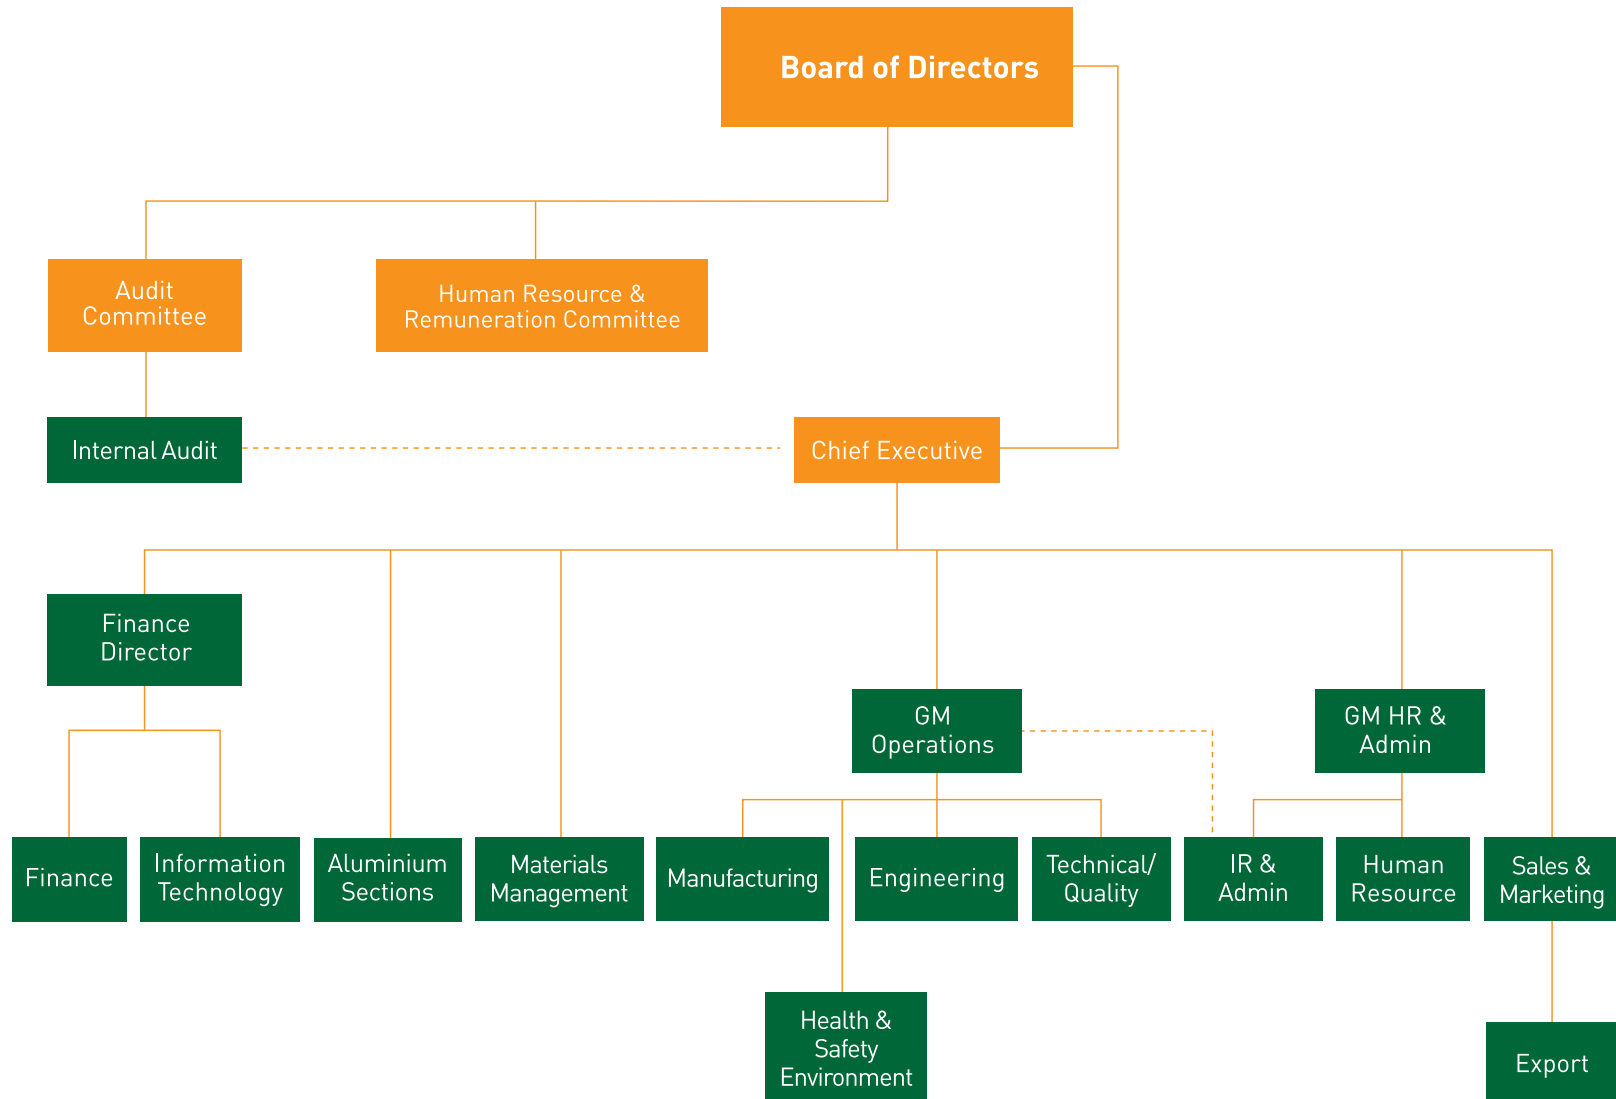 Board of Directors
Audit
Committee
Human Resource &
Remuneration Committee
Internal Audit
Chief Executive
Finance
Director
GM
Operations
GM HR &
Admin
Finance
Information
Technology
Aluminium
Sections
Materials
Management
Manufacturing
Engineering
Technical/
Quality
IR &
Admin
Human
Resource
Sales &
Marketing
Health &
Safety
Environment
Export